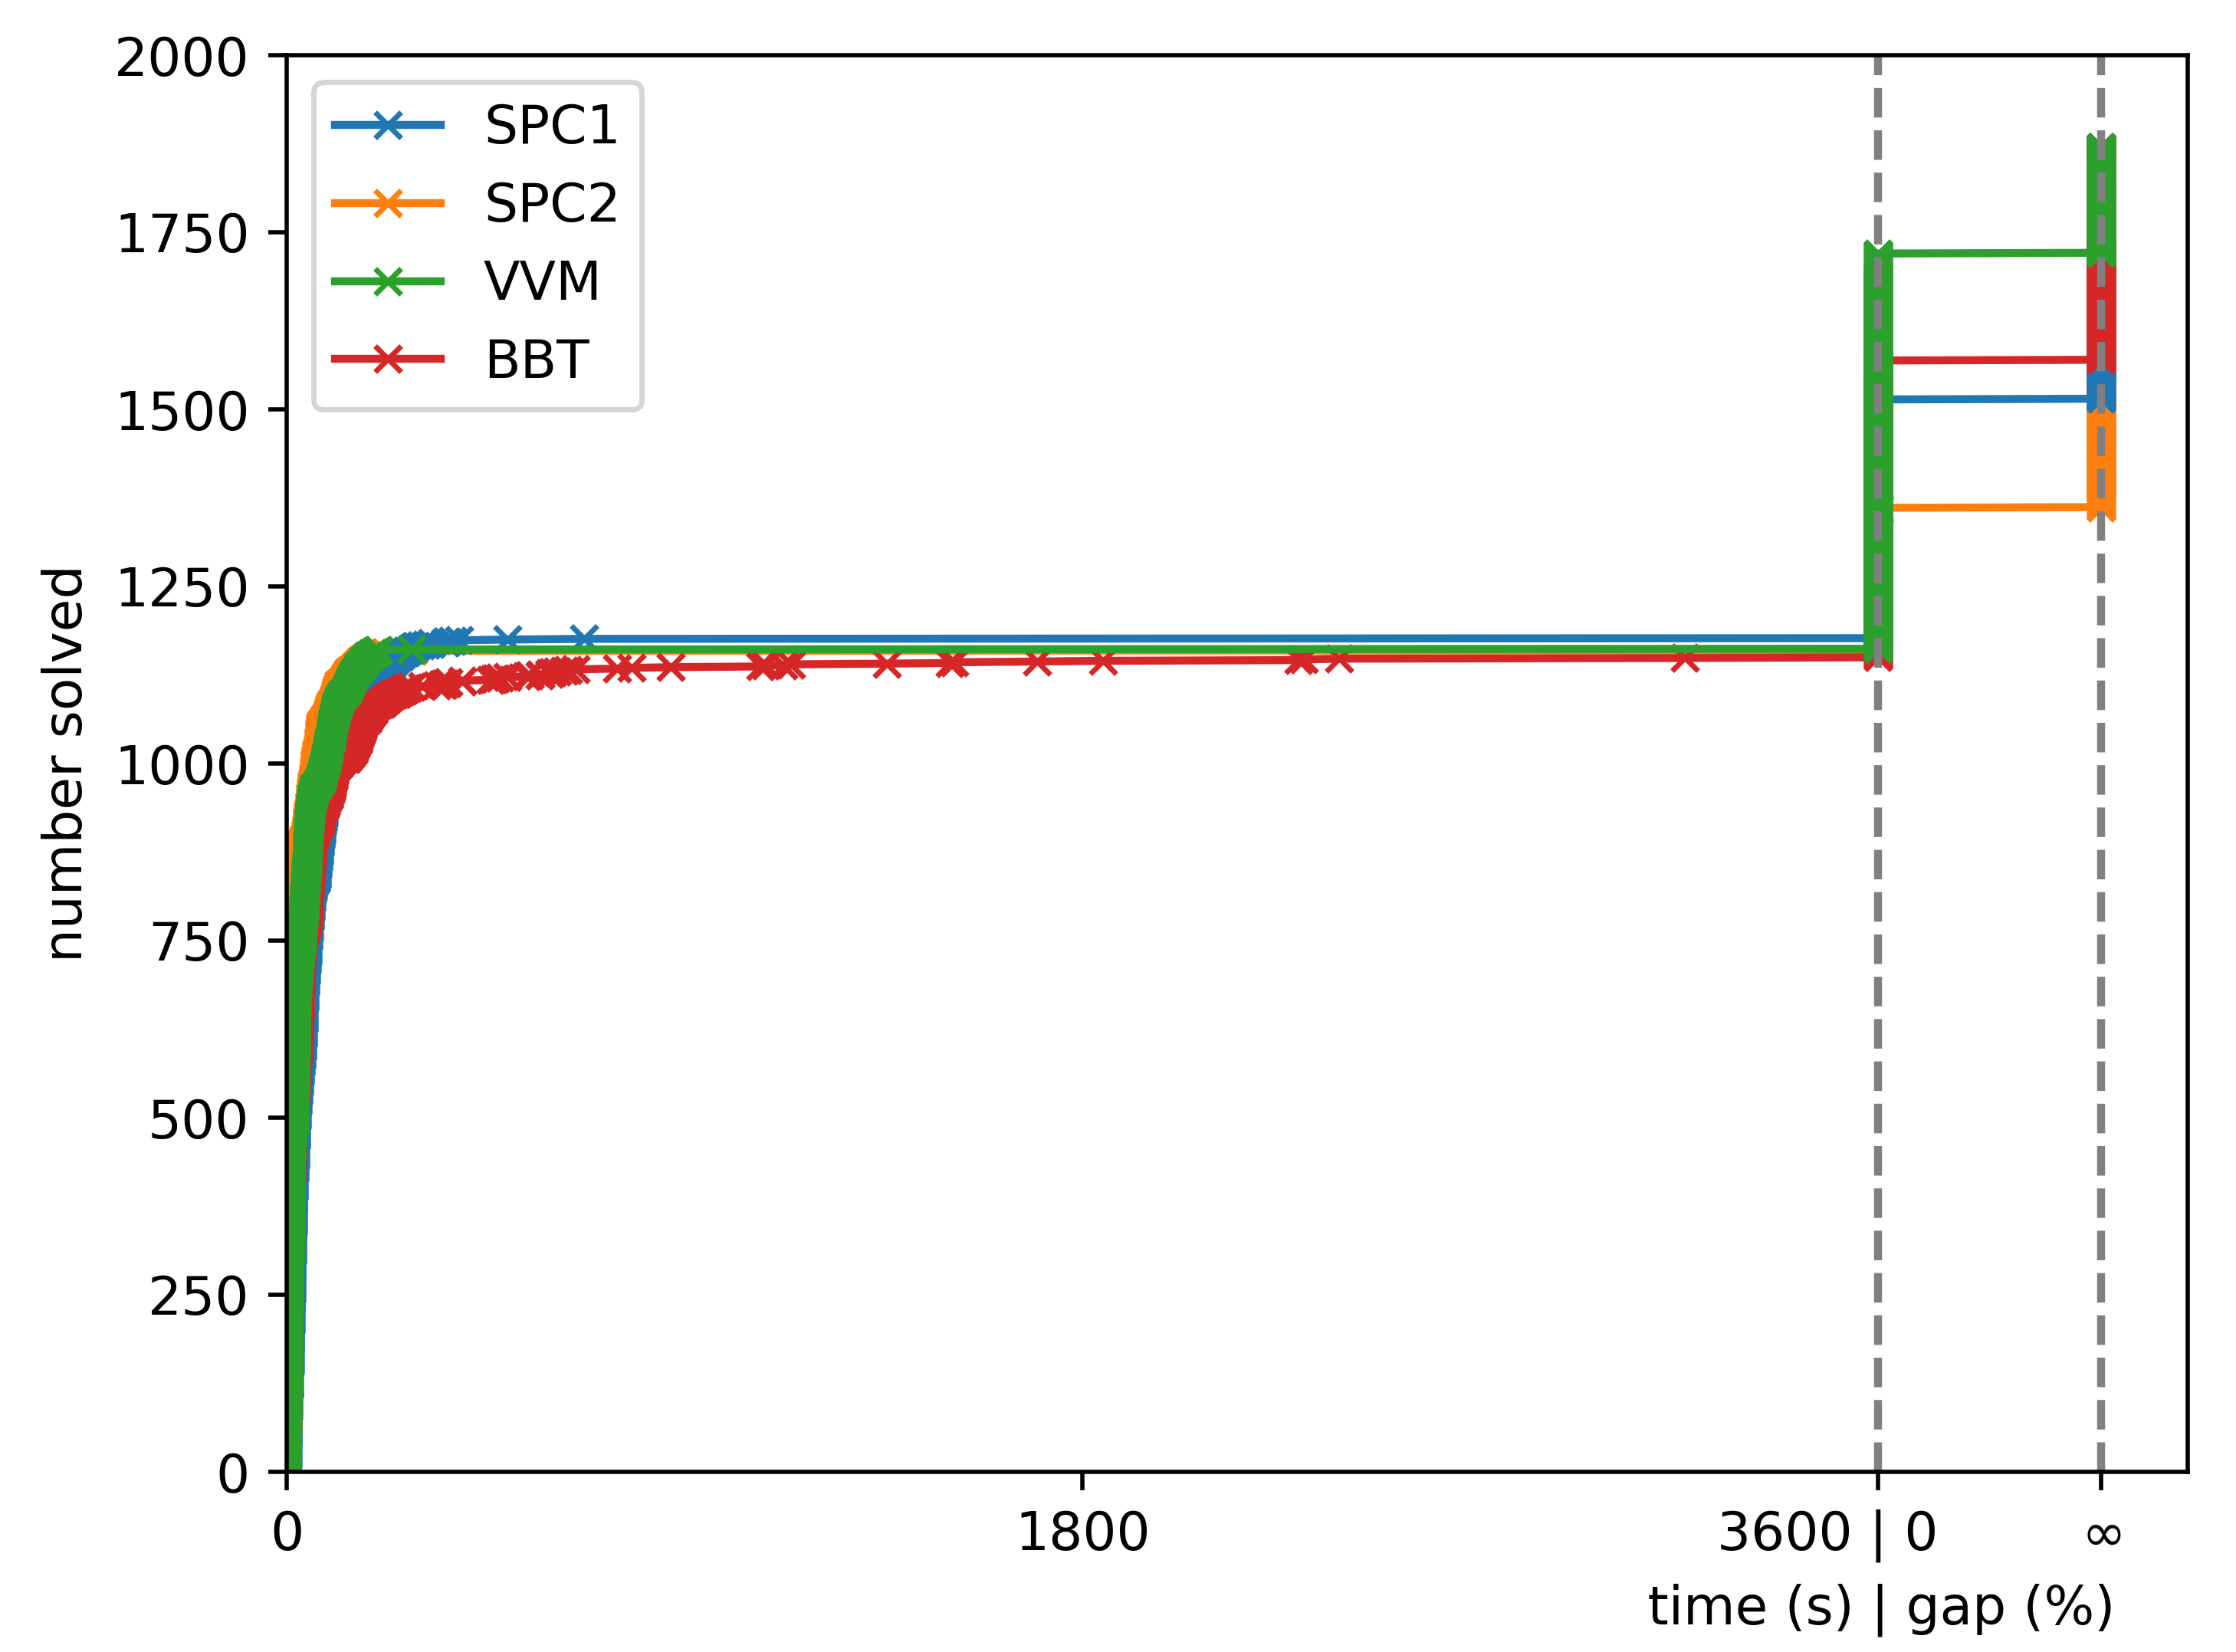 2000
1750
1500
1250
1000
750
500
250
0
number solved
SPC1
SPC2
VVM
BBT
0 1800 3600 | 0 ∞
time (s) | gap (%)